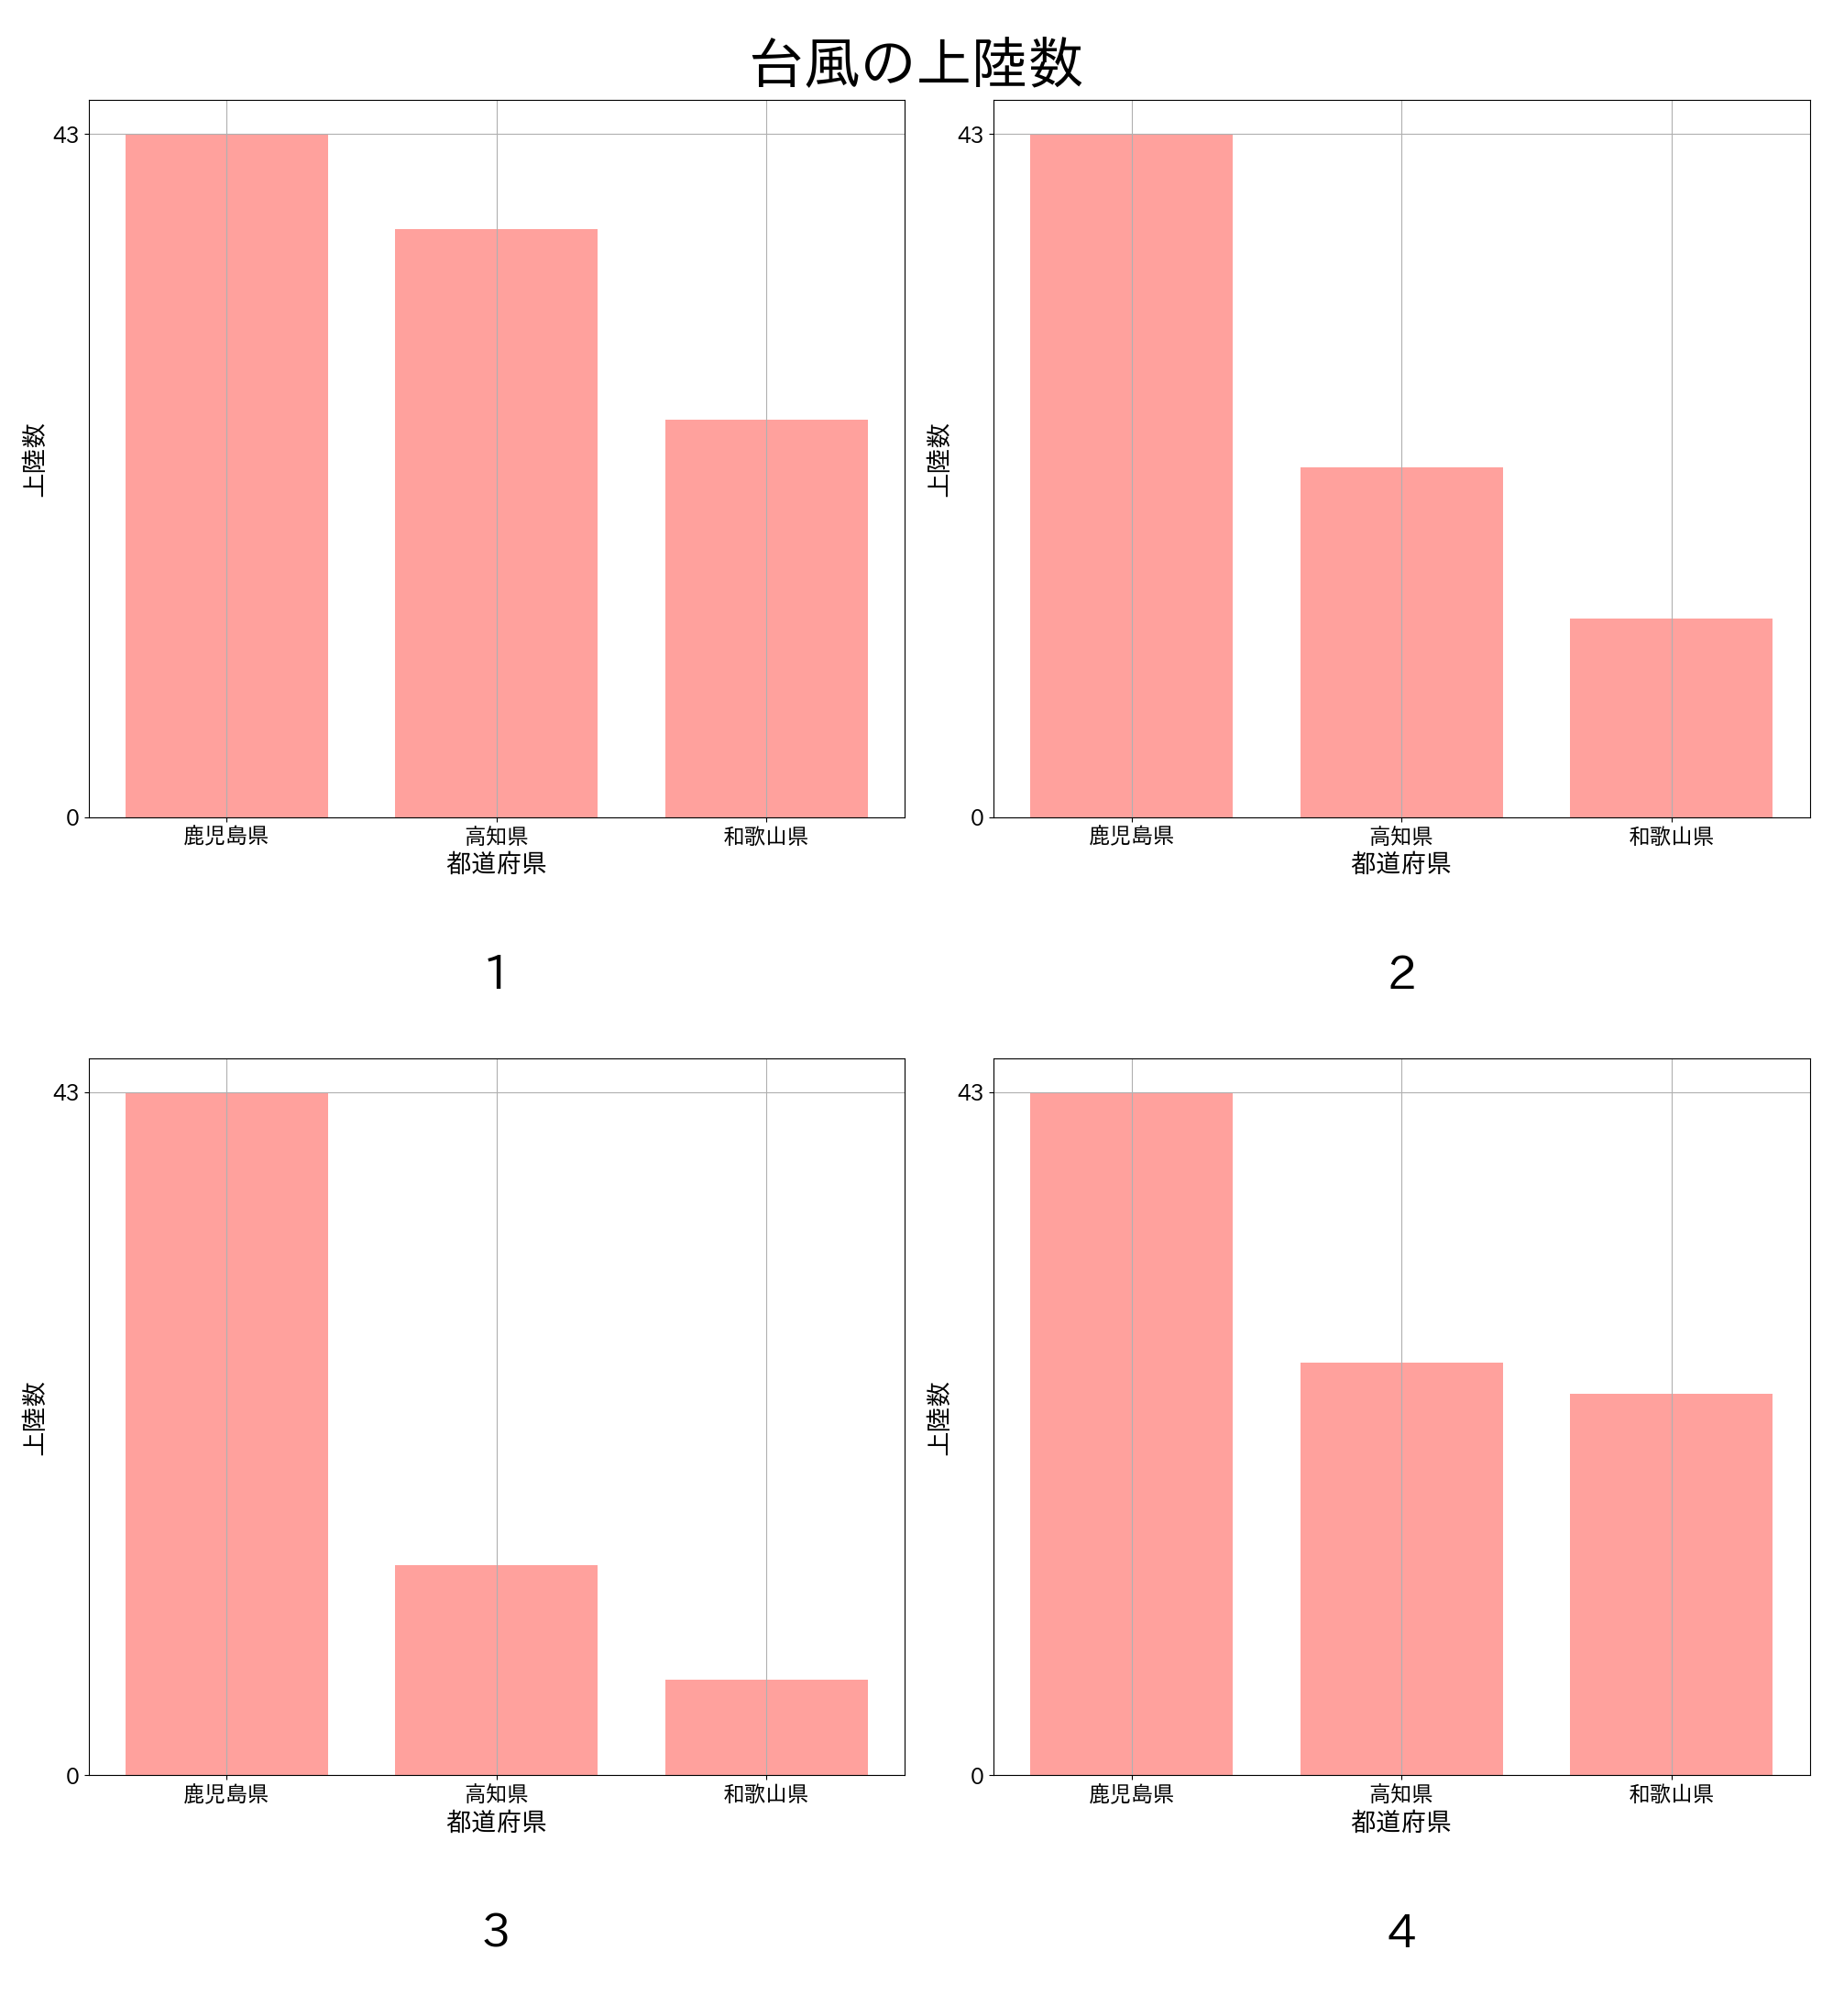 台風の上陸数
43
0
上陸数
鹿児島県 高知県 和歌山県
都道府県
1
43
0
上陸数
鹿児島県 高知県 和歌山県
都道府県
2
43
0
上陸数
鹿児島県 高知県 和歌山県
都道府県
3
43
0
上陸数
鹿児島県 高知県 和歌山県
都道府県
4